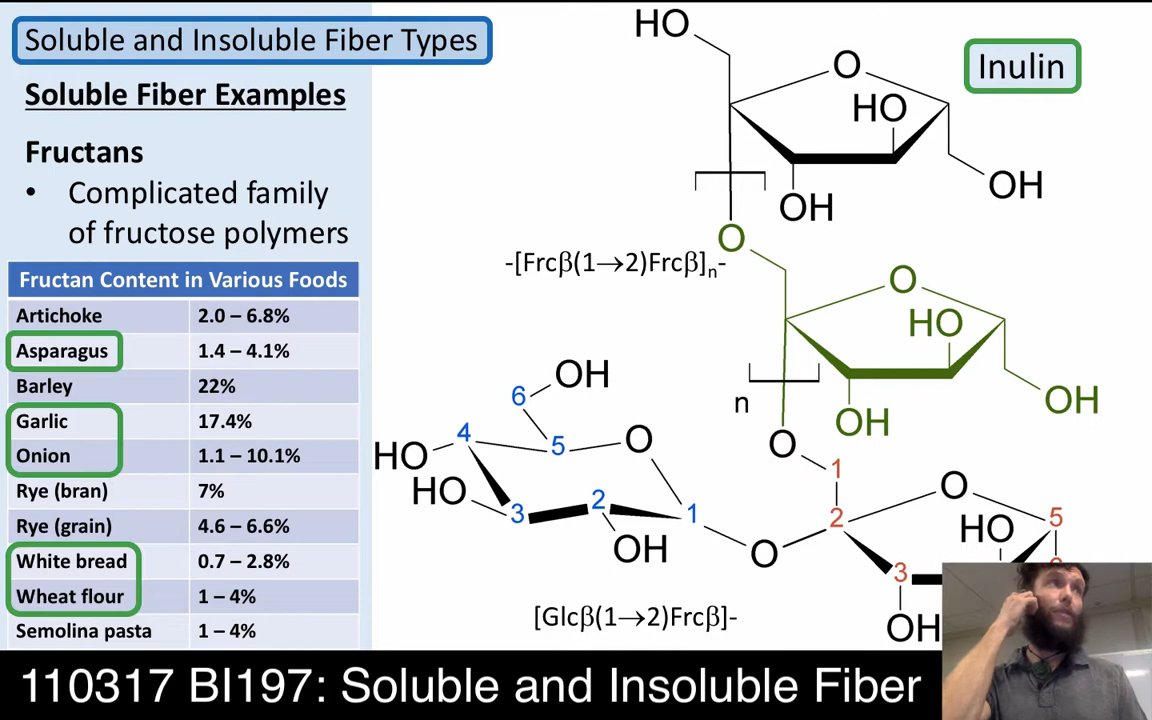 Soluble and Insoluble Fiber Types
Soluble Fiber Examples
Fructans
• Complicated family
of fructose polymers
Fructan Content in Various Foods
Artichoke 2.0 – 6.8%
Asparagus 1.4 – 4.1%
Barley 22%
Garlic 17.4%
Onion 1.1 – 10.1%
Rye (bran) 7%
Rye (grain) 4.6 – 6.6%
White bread 0.7 – 2.8%
Wheat flour 1 – 4%
Semolina pasta 1 – 4%
Inulin
HO
O
HO
OH
OH
O
-[Frcβ(1→2)Frcβ]n-
O
HO
OH
OH
n
O
OH
6
4
5
O
HO
HO
3
2
1
OH
O
1
2
O
HO
5
3
OH
[Glcβ(1→2)Frcβ]-
110317 BI197: Soluble and Insoluble Fiber